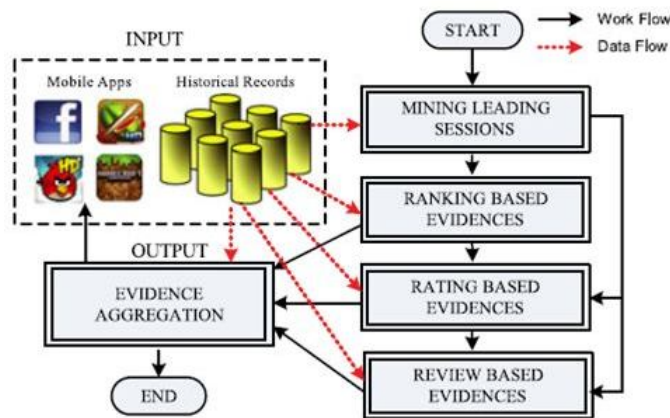 INPUT
START
Work Flow
Data Flow
Mobile Apps
Historical Records
f
HD
MINING LEADING
SESSIONS
RANKING BASED
EVIDENCES
OUTPUT
EVIDENCE
AGGREGATION
RATING BASED
EVIDENCES
REVIEW BASED
EVIDENCES
END